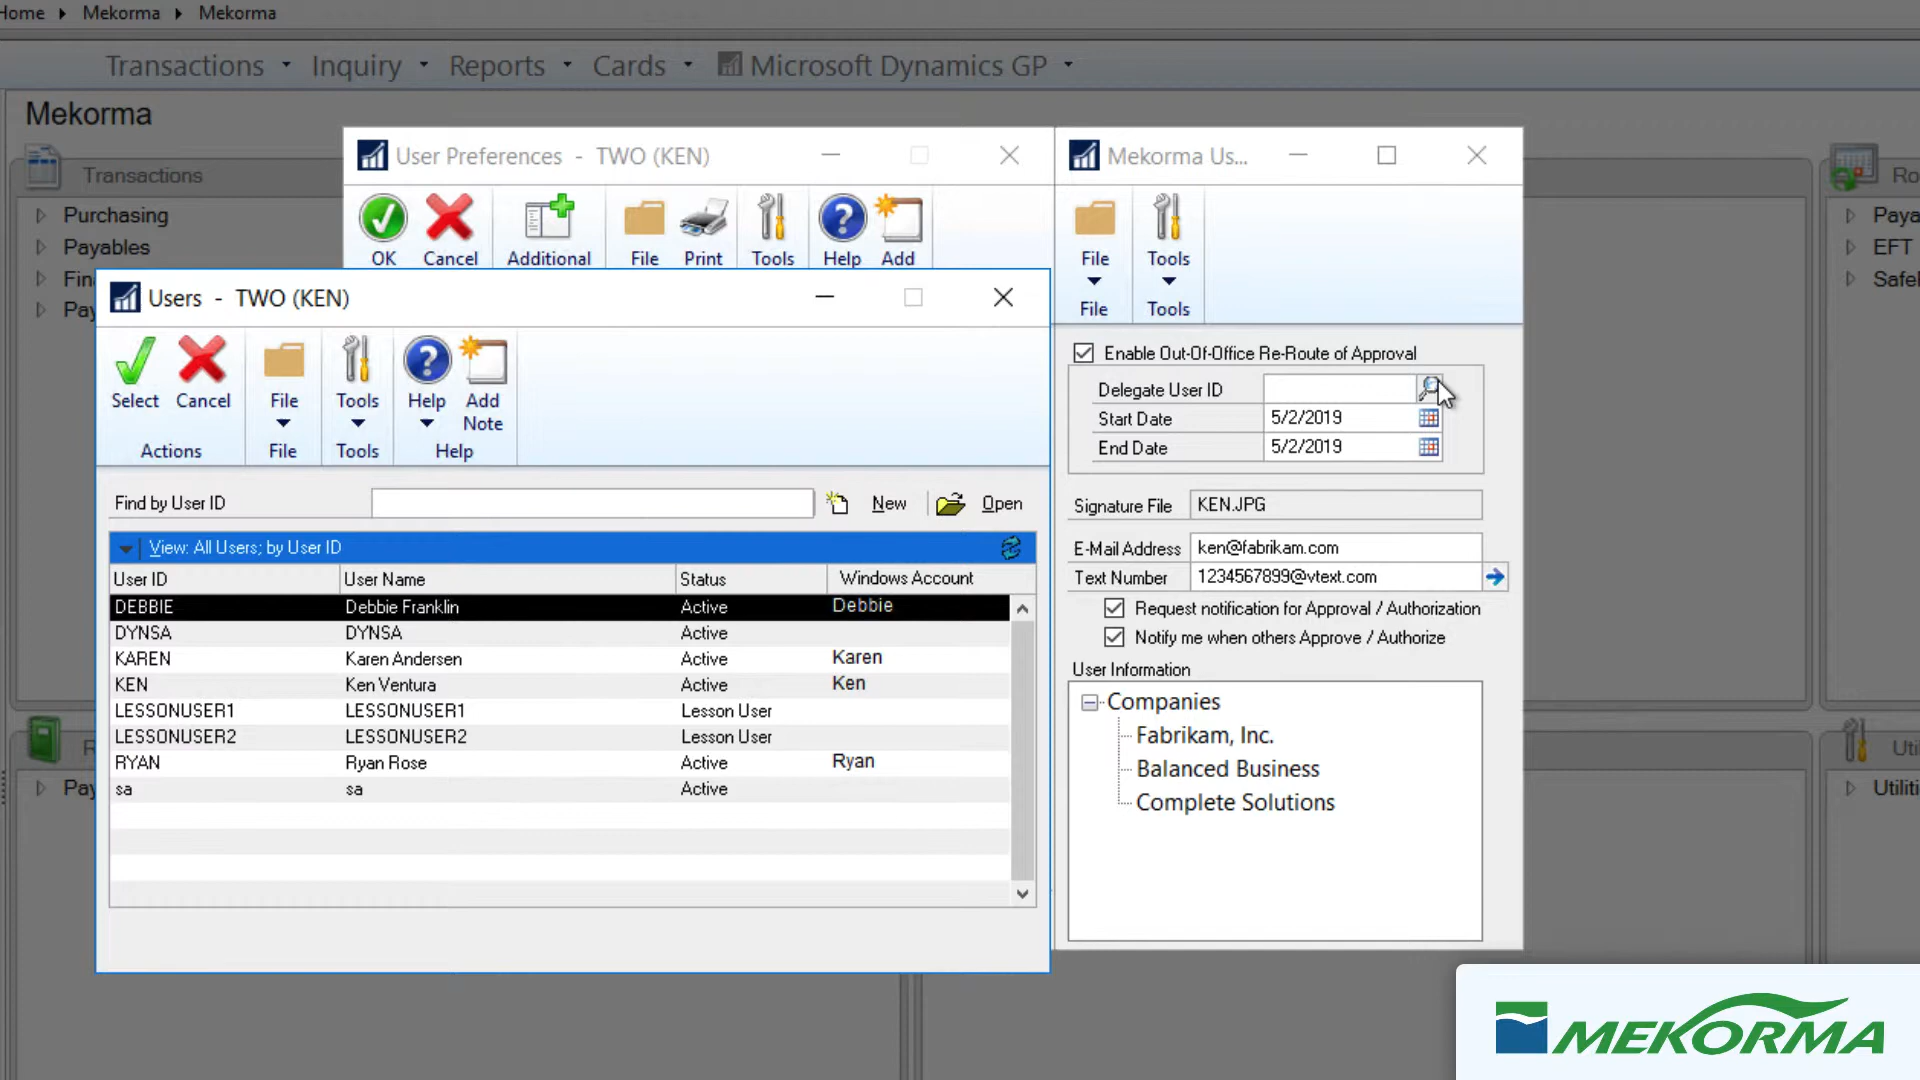 Home Mekorma Mekorma
Transactions Inquiry Reports Cards Microsoft Dynamics GP
Mekorma
Transactions
Purchasing
Payables
User Preferences - TWO (KEN)
OK Cancel Additional File Print Tools Help Add
Users - TWO (KEN)
Select Cancel File Tools Help Add
Note
Actions File Tools Help
Find by User ID New Open
View: All Users; by User ID
User ID User Name Status Windows Account
DEBBIE Debbie Franklin Active Debbie
DYNSA DYNSA Active
KAREN Karen Andersen Active Karen
KEN Ken Ventura Active Ken
LESSONUSER1 LESSONUSER1 Lesson User
LESSONUSER2 LESSONUSER2 Lesson User
RYAN Ryan Rose Active Ryan
sa sa Active
Mekorma Us...
File Tools
File Tools
Enable Out-Of-Office Re-Route of Approval
Delegate User ID
Start Date 5/2/2019
End Date 5/2/2019
Signature File KEN.JPG
E-Mail Address ken@fabrikam.com
Text Number 1234567899@vtext.com
Request notification for Approval / Authorization
Notify me when others Approve / Authorize
User Information
Companies
Fabrikam, Inc.
Balanced Business
Complete Solutions
EFT
MEKORMA